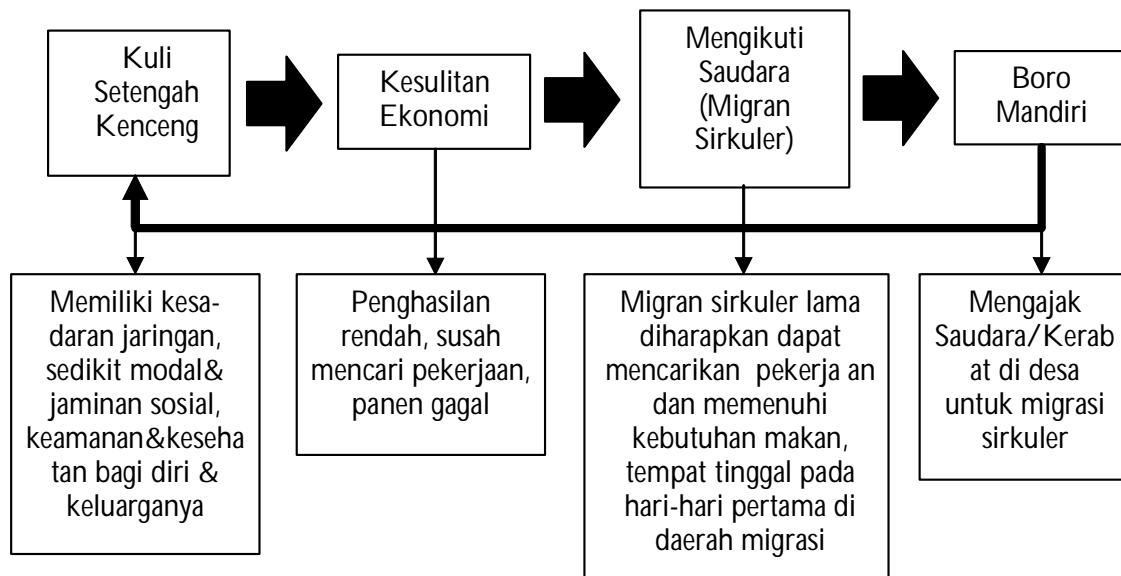 Kuli
Setengah
Kenceng
Kesulitan
Ekonomi
Mengikuti
Saudara
(Migran
Sirkuler)
Boro
Mandiri
Memiliki kesa-
daran jaringan,
sedikit modal&
jaminan sosial,
keamanan&keseha
tan bagi diri &
keluarganya
Penghasilan
rendah, susah
mencari pekerjaan,
panen gagal
Migran sirkuler lama
diharapkan dapat
mencarikan pekerja an
dan memenuhi
kebutuhan makan,
tempat tinggal pada
hari-hari pertama di
daerah migrasi
Mengajak
Saudara/Kerab
at di desa
untuk migrasi
sirkuler